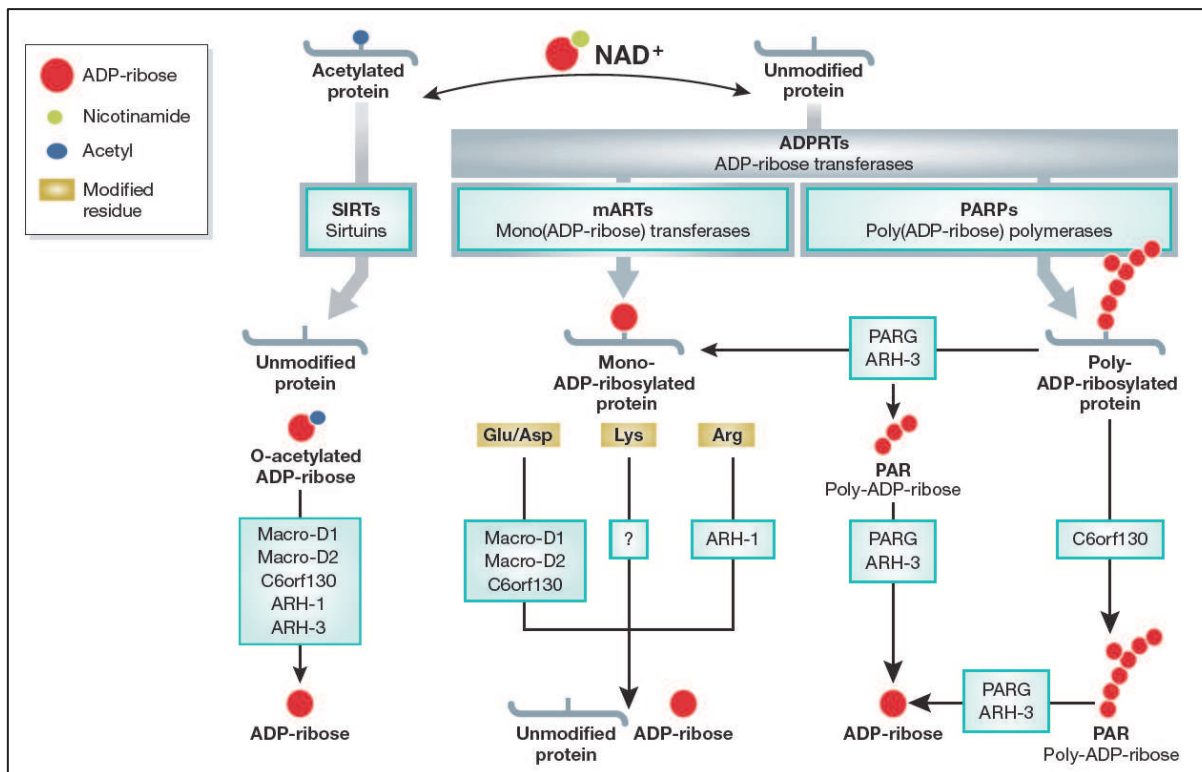 ADP-ribose
Nicotinamide
Acetyl
Modified
residue
Acetylated
protein
NAD+
Unmodified
protein
ADPRTs
ADP-ribose transferases
SIRTs
Sirtuins
mARTs
Mono(ADP-ribose) transferases
PARPs
Poly(ADP-ribose) polymerases
Unmodified
protein
Mono-
ADP-ribosylated
protein
PARG
ARH-3
Poly-
ADP-ribosylated
protein
O-acetylated
ADP-ribose
Glu/Asp
Lys
Arg
PAR
Poly-ADP-ribose
Macro-D1
Macro-D2
C6orf130
ARH-1
ARH-3
Macro-D1
Macro-D2
C6orf130
?
ARH-1
PARG
ARH-3
C6orf130
ADP-ribose
Unmodified
protein
ADP-ribose
ADP-ribose
PARG
ARH-3
PAR
Poly-ADP-ribose